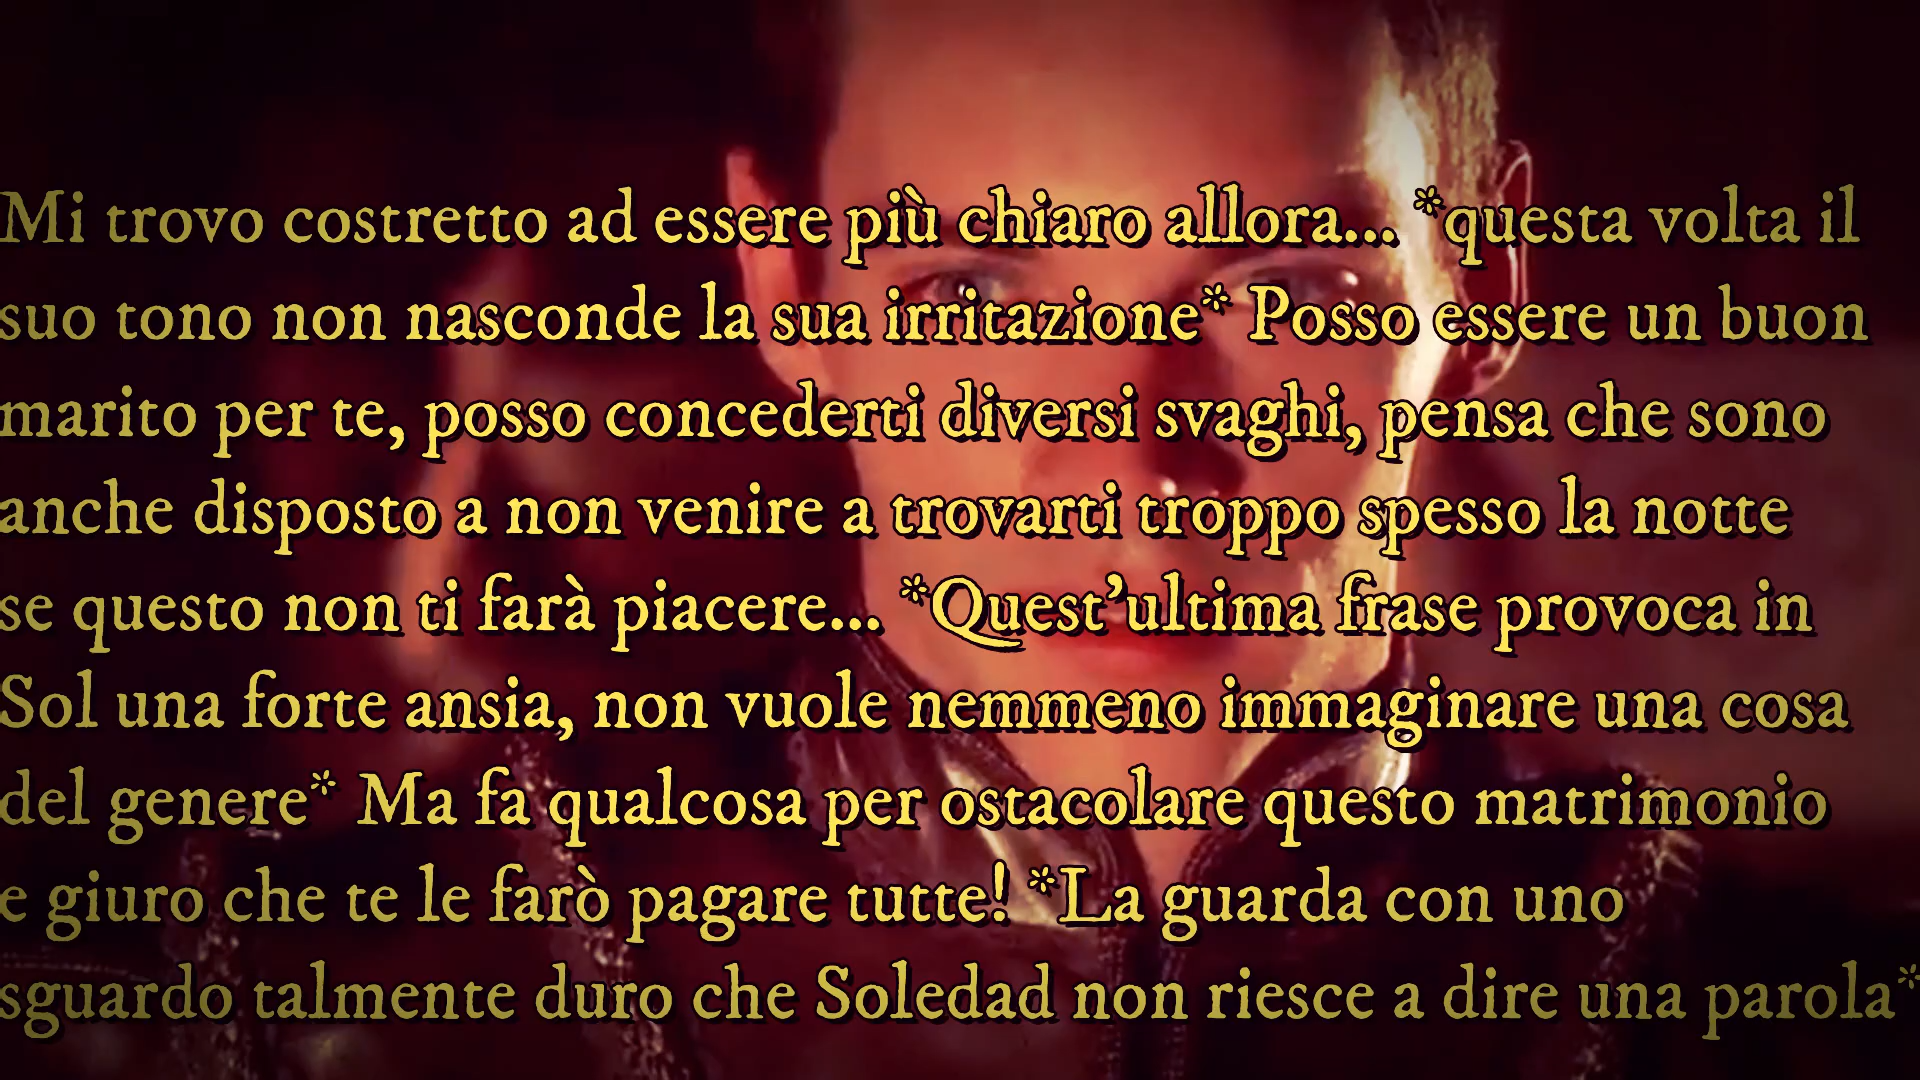 Mi trovo costretto ad essere più chiaro allora... *questa volta il
suo tono non nasconde la sua irritazione* Posso essere un buon
marito per te, posso concederti diversi svaghi, pensa che sono
anche disposto a non venire a trovarti troppo spesso la notte
se questo non ti farà piacere... *Quest'ultima frase provoca in
Sol una forte ansia, non vuole nemmeno immaginare una cosa
del genere* Ma fa qualcosa per ostacolare questo matrimonio
e giuro che te le farò pagare tutte! *La guarda con uno
sguardo talmente duro che Soledad non riesce a dire una parola*